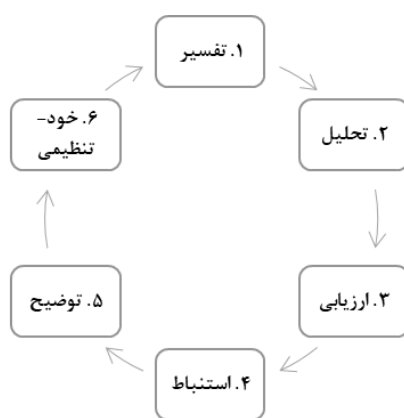 ۱. تفسیر
۲. تحلیل
۳. ارزیابی
۴. استنباط
۵. توضیح
۶. خود-
تنظیمی